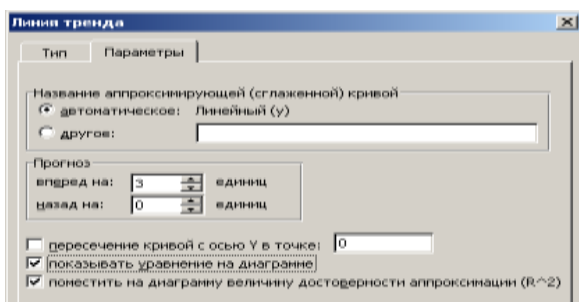 Линия тренда
Тип Параметры
Название аппроксимирующей (сглаженной) кривой
автоматическое: Линейный (y)
другое:
Прогноз
вперед на: 3 единиц
назад на: 0 единиц
пересечение кривой с осью Y в точке: 0
показывать уравнение на диаграмме
поместить на диаграмму величину достоверности аппроксимации (R^2)